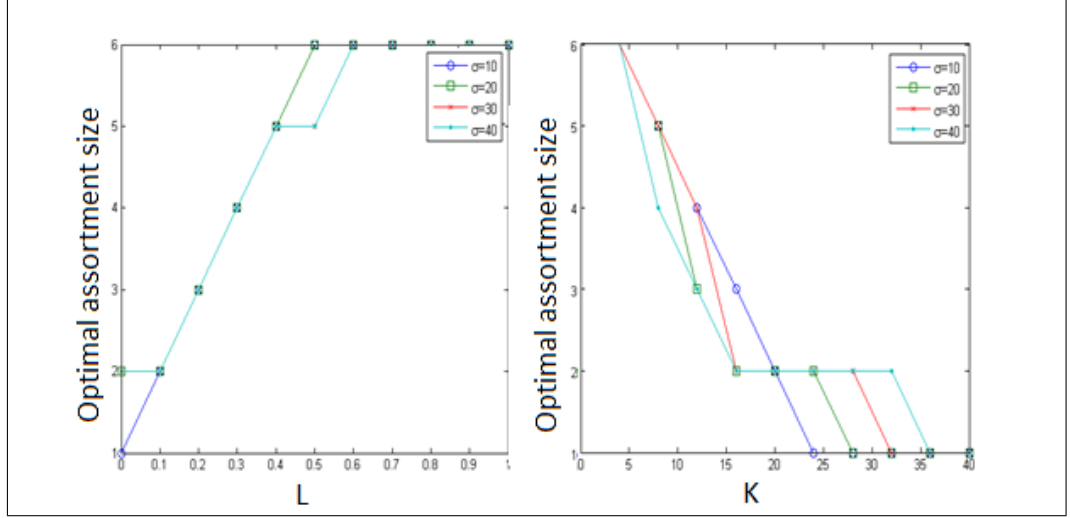 Optimal assortment size
6
5
4
3
2
1
0 0.1 0.2 0.3 0.4 0.5 0.6 0.7 0.8 0.9 1.
L
σ=10
σ=20
σ=30
σ=40
Optimal assortment size
6
5
4
3
2
1
0 5 10 15 20 25 30 35 40
K
σ=10
σ=20
σ=30
σ=40